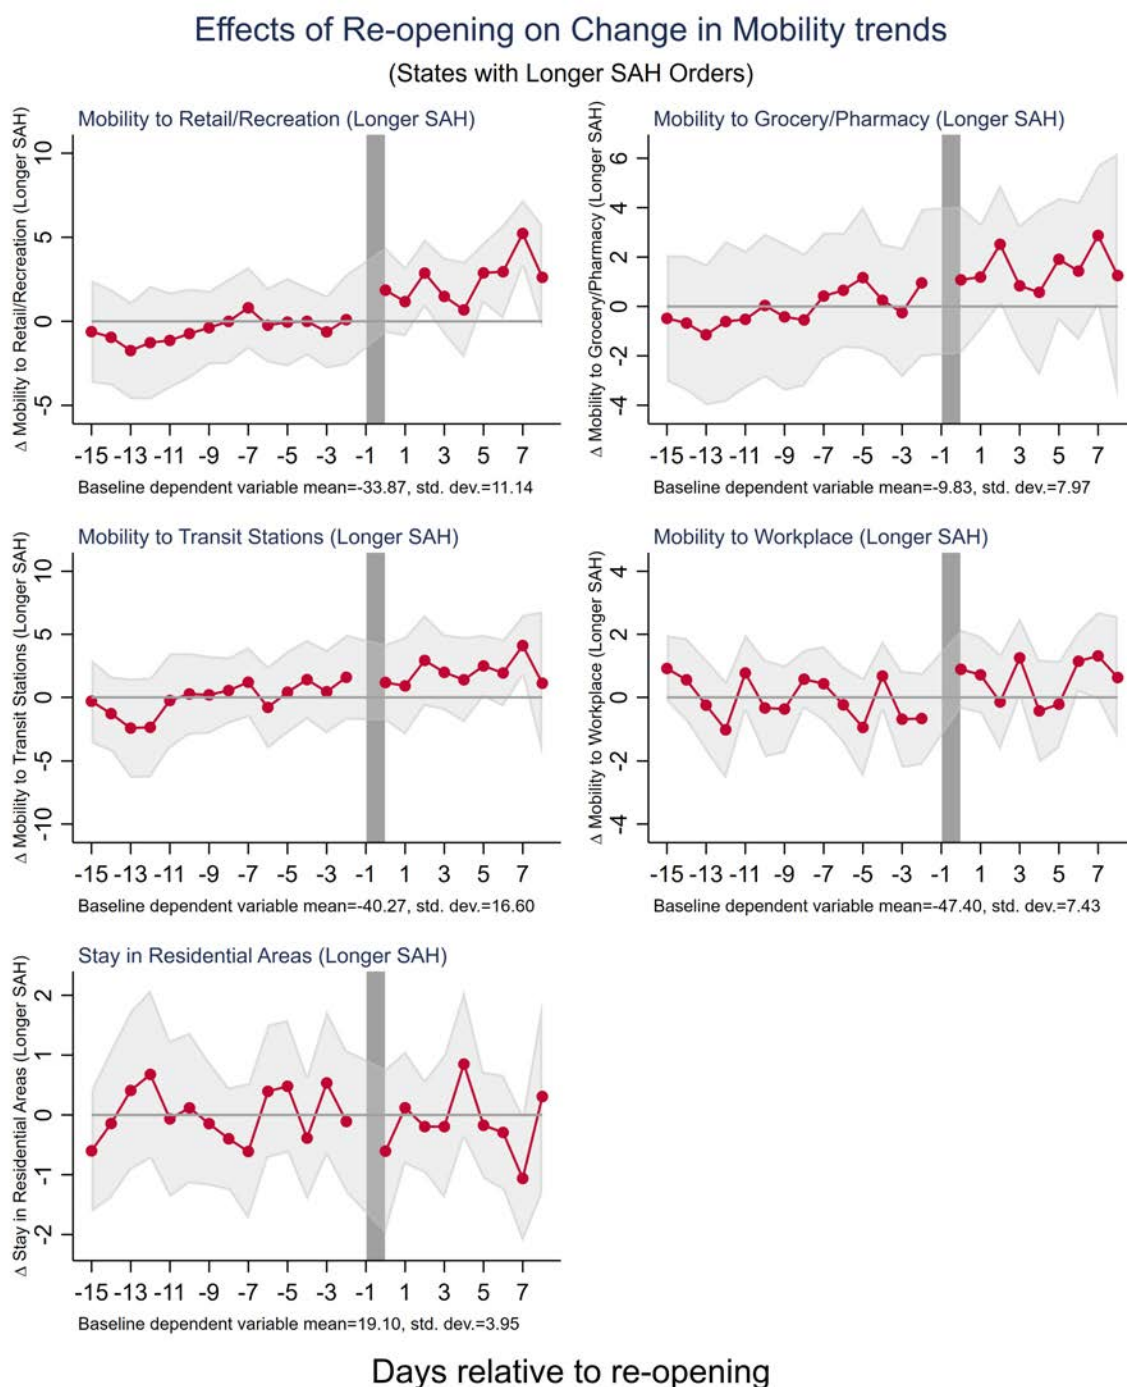 Effects of Re-opening on Change in Mobility trends
(States with Longer SAH Orders)
Mobility to Retail/Recreation (Longer SAH)
Δ Mobility to Retail/Recreation (Longer SAH)
10
5
0
-5
-15 -13 -11 -9 -7 -5 -3 -1 1 3 5 7
Baseline dependent variable mean=-33.87, std. dev.=11.14
Mobility to Grocery/Pharmacy (Longer SAH)
Δ Mobility to Grocery/Pharmacy (Longer SAH)
6
4
2
0
-2
-4
-15 -13 -11 -9 -7 -5 -3 -1 1 3 5 7
Baseline dependent variable mean=-9.83, std. dev.=7.97
Mobility to Transit Stations (Longer SAH)
Δ Mobility to Transit Stations (Longer SAH)
10
5
0
-5
-10
-15 -13 -11 -9 -7 -5 -3 -1 1 3 5 7
Baseline dependent variable mean=-40.27, std. dev.=16.60
Mobility to Workplace (Longer SAH)
Δ Mobility to Workplace (Longer SAH)
4
2
0
-2
-4
-15 -13 -11 -9 -7 -5 -3 -1 1 3 5 7
Baseline dependent variable mean=-47.40, std. dev.=7.43
Stay in Residential Areas (Longer SAH)
Δ Stay in Residential Areas (Longer SAH)
2
1
0
-1
-2
-15 -13 -11 -9 -7 -5 -3 -1 1 3 5 7
Baseline dependent variable mean=19.10, std. dev.=3.95
Days relative to re-opening